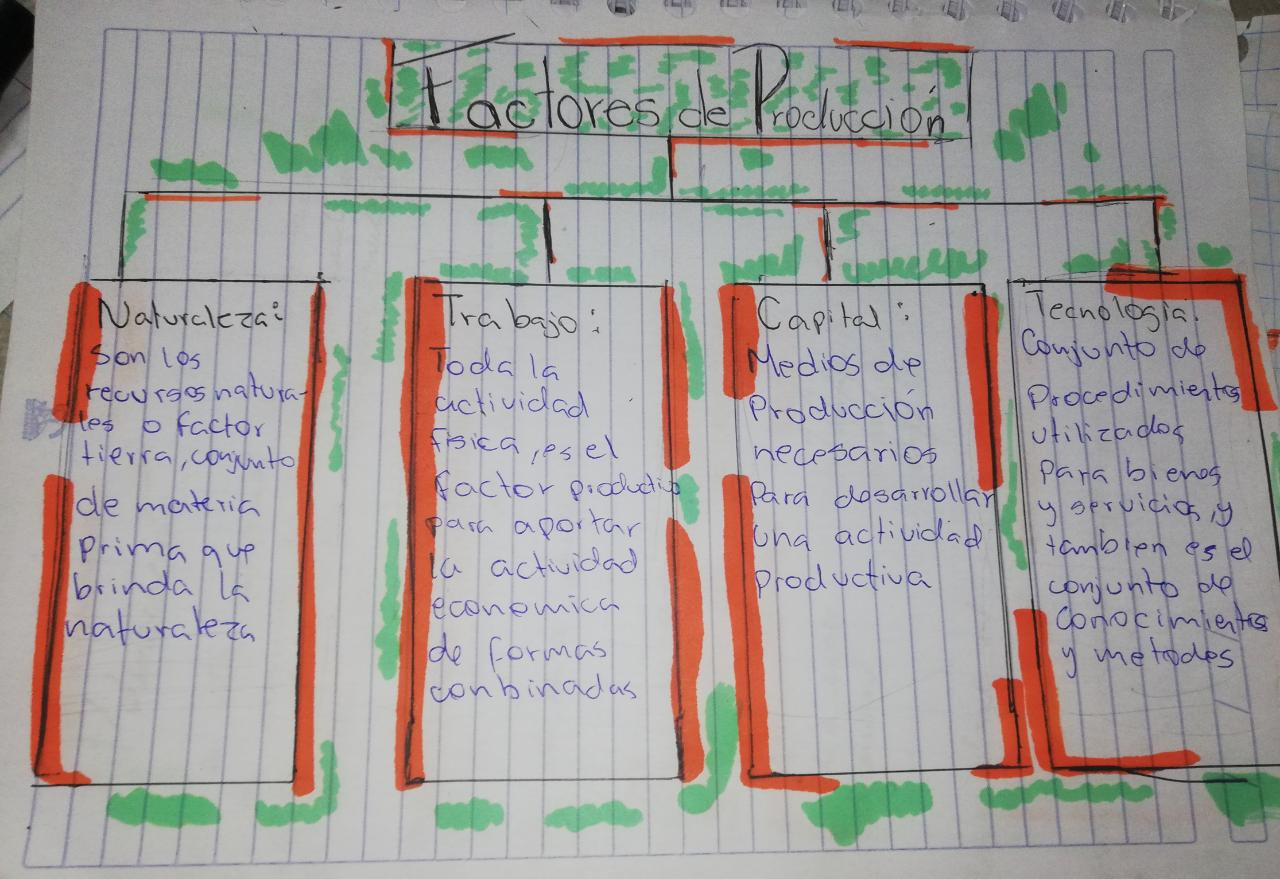 Factores de Producción
Naturaleza:
Son los
recursos natura-
les o factor
tierra, conjunto
de materia
prima que
brinda la
naturaleza
Trabajo:
Toda la
actividad
fisica, es el
factor productivo
para aportar
la actividad
economica
de formas
conbinadas
Capital:
Medios de
Producción
necesarios
Para desarrollar
una actividad
Productiva
Tecnologia:
Conjunto de
Procedimientos
utilizados
Para bienes
y servicios, y
tambien es el
conjunto de
Conocimientos
y metodos